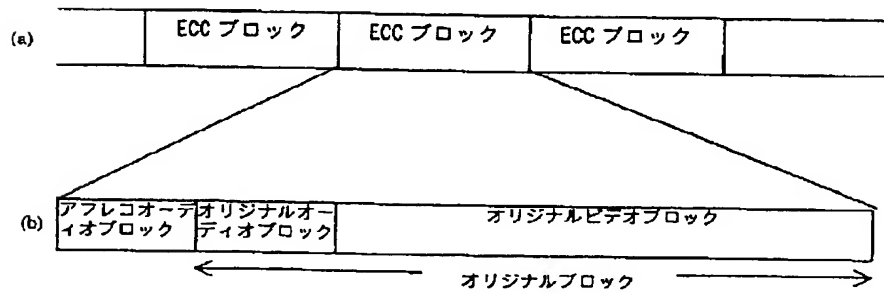 (a)
ECC ブロック
ECC ブロック
ECC ブロック
(b)
アフレコオーデ
ィオブロック
オリジナルオー
ディオブロック
オリジナルビデオブロック
オリジナルブロック